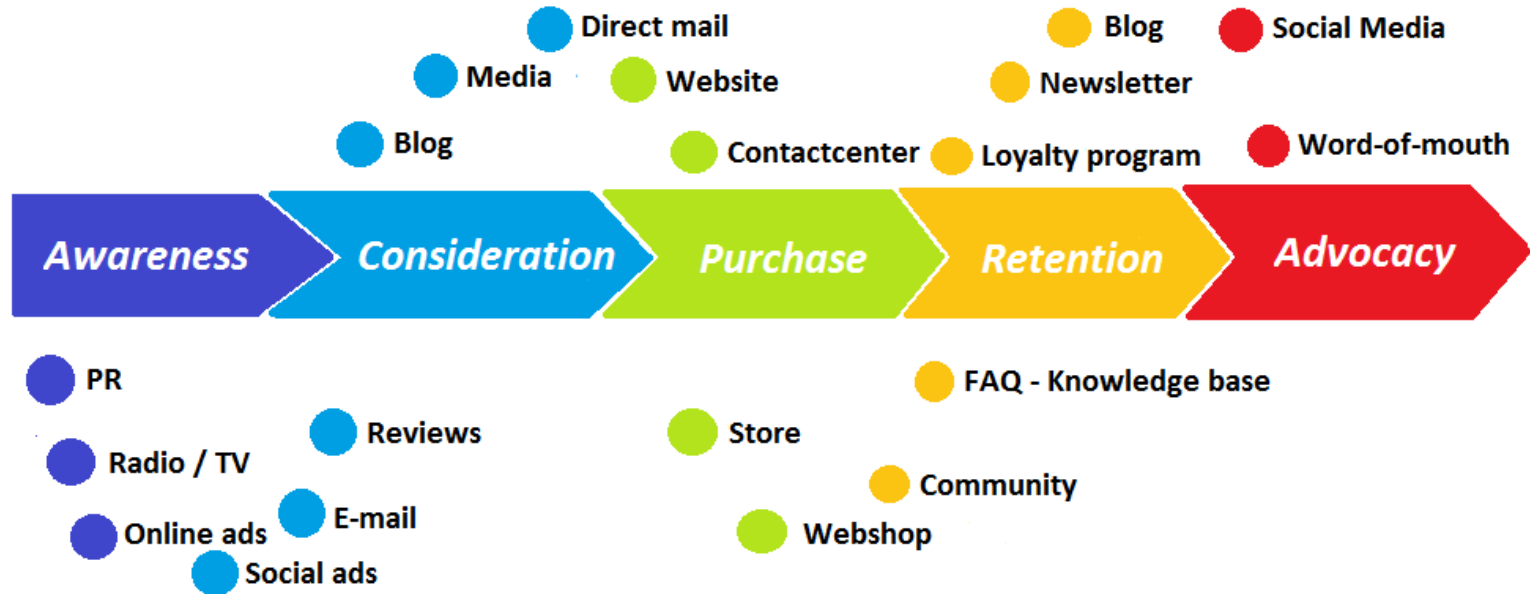 Direct mail
Blog
Social Media
Media
Website
Newsletter
Blog
Contactcenter
Loyalty program
Word-of-mouth
Awareness
Consideration
Purchase
Retention
Advocacy
PR
FAQ - Knowledge base
Reviews
Store
Radio / TV
Community
E-mail
Online ads
Webshop
Social ads